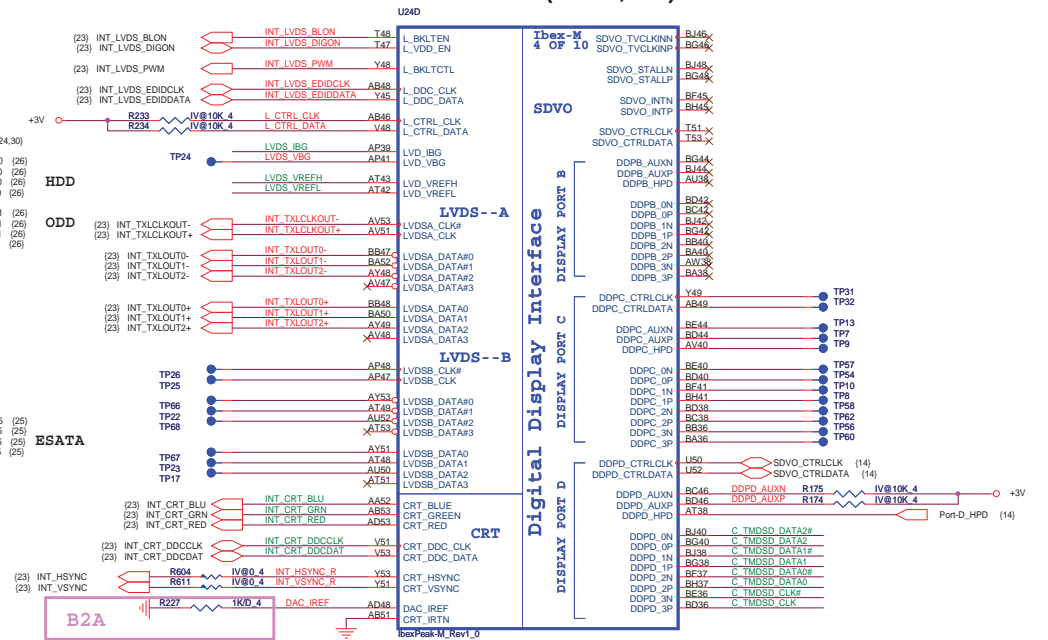 U24D
Ibex-M
4 OF 10
{23} INT_LVDS_BLON INT_LVDS_BLON T48 L_BKLTEN
{23} INT_LVDS_DIGON INT_LVDS_DIGON T47 L_VDD_EN
{23} INT_LVDS_PWM INT_LVDS_PWM Y48 L_BKLTCTL
{23} INT_LVDS_EDIDCLK INT_LVDS_EDIDCLK AB48 L_DDC_CLK
{23} INT_LVDS_EDIDDATA INT_LVDS_EDIDDATA Y45 L_DDC_DATA
+3V R233 IV@10K_4 L_CTRL_CLK AB46 L_CTRL_CLK
R234 IV@10K_4 L_CTRL_DATA V48 L_CTRL_DATA
24,30}
LVDS_IBG AP39 LVD_IBG
TP24 LVDS_VBG AP41 LVD_VBG
{26}
{26}
{26}
{26}
HDD
LVDS_VREFH AT43 LVD_VREFH
LVDS_VREFL AT42 LVD_VREFL
{26}
{26}
{26}
{26}
ODD
LVDS--A
{23} INT_TXLCLKOUT- INT_TXLCLKOUT- AV53 LVDSA_CLK#
{23} INT_TXLCLKOUT+ INT_TXLCLKOUT+ AV51 LVDSA_CLK
{23} INT_TXLOUT0- INT_TXLOUT0- BB47 LVDSA_DATA#0
{23} INT_TXLOUT1- INT_TXLOUT1- BA52 LVDSA_DATA#1
{23} INT_TXLOUT2- INT_TXLOUT2- AY48 LVDSA_DATA#2
AV47 LVDSA_DATA#3
{23} INT_TXLOUT0+ INT_TXLOUT0+ BB48 LVDSA_DATA0
{23} INT_TXLOUT1+ INT_TXLOUT1+ BA50 LVDSA_DATA1
{23} INT_TXLOUT2+ INT_TXLOUT2+ AY49 LVDSA_DATA2
AV48 LVDSA_DATA3
LVDS--B
TP26 AP48 LVDSB_CLK#
TP25 AP47 LVDSB_CLK
TP66 AY53 LVDSB_DATA#0
TP22 AT49 LVDSB_DATA#1
TP68 AU52 LVDSB_DATA#2
AT53 LVDSB_DATA#3
{25}
{25}
{25}
{25}
ESATA
TP67 AY51 LVDSB_DATA0
TP23 AT48 LVDSB_DATA1
TP17 AU50 LVDSB_DATA2
AT51 LVDSB_DATA3
{23} INT_CRT_BLU INT_CRT_BLU AA52 CRT_BLUE
{23} INT_CRT_GRN INT_CRT_GRN AB53 CRT_GREEN
{23} INT_CRT_RED INT_CRT_RED AD53 CRT_RED
CRT
{23} INT_CRT_DDCCLK INT_CRT_DDCCLK V51 CRT_DDC_CLK
{23} INT_CRT_DDCDAT INT_CRT_DDCDAT V53 CRT_DDC_DATA
{23} INT_HSYNC R604 IV@0_4 INT_HSYNC_R Y53 CRT_HSYNC
{23} INT_VSYNC R611 IV@0_4 INT_VSYNC_R Y51 CRT_VSYNC
B2A
R227 1K/D_4 DAC_IREF AD48 DAC_IREF
AB51 CRT_IRTN
IbexPeak-M_Rev1_0
Digital Display Interface
SDVO
SDVO_TVCLKINN BJ46
SDVO_TVCLKINP BG46
SDVO_STALLN BJ48
SDVO_STALLP BG48
SDVO_INTN BF45
SDVO_INTP BH45
SDVO_CTRLCLK T51
SDVO_CTRLDATA T53
DISPLAY PORT B
DDPB_AUXN BG44
DDPB_AUXP BJ44
DDPB_HPD AU38
DDPB_0N BD42
DDPB_0P BC42
DDPB_1N BJ42
DDPB_1P BG42
DDPB_2N BB40
DDPB_2P BA40
DDPB_3N AW38
DDPB_3P BA38
DISPLAY PORT C
DDPC_CTRLCLK Y49 TP31
DDPC_CTRLDATA AB49 TP32
DDPC_AUXN BE44 TP13
DDPC_AUXP BD44 TP7
DDPC_HPD AV40 TP9
DDPC_0N BE40 TP57
DDPC_0P BD40 TP54
DDPC_1N BF41 TP10
DDPC_1P BH41 TP8
DDPC_2N BD38 TP58
DDPC_2P BC38 TP62
DDPC_3N BB36 TP56
DDPC_3P BA36 TP60
DISPLAY PORT D
DDPD_CTRLCLK U50 SDVO_CTRLCLK {14}
DDPD_CTRLDATA U52 SDVO_CTRLDATA {14}
DDPD_AUXN BC46 DDPD_AUXN R175 IV@10K_4 +3V
DDPD_AUXP BD46 DDPD_AUXP R174 IV@10K_4
DDPD_HPD AT38 Port-D_HPD {14}
DDPD_0N BJ40 C_TMDSD_DATA2#
DDPD_0P BG40 C_TMDSD_DATA2
DDPD_1N BJ38 C_TMDSD_DATA1#
DDPD_1P BG38 C_TMDSD_DATA1
DDPD_2N BF37 C_TMDSD_DATA0#
DDPD_2P BH37 C_TMDSD_DATA0
DDPD_3N BE36 C_TMDSD_CLK#
DDPD_3P BD36 C_TMDSD_CLK